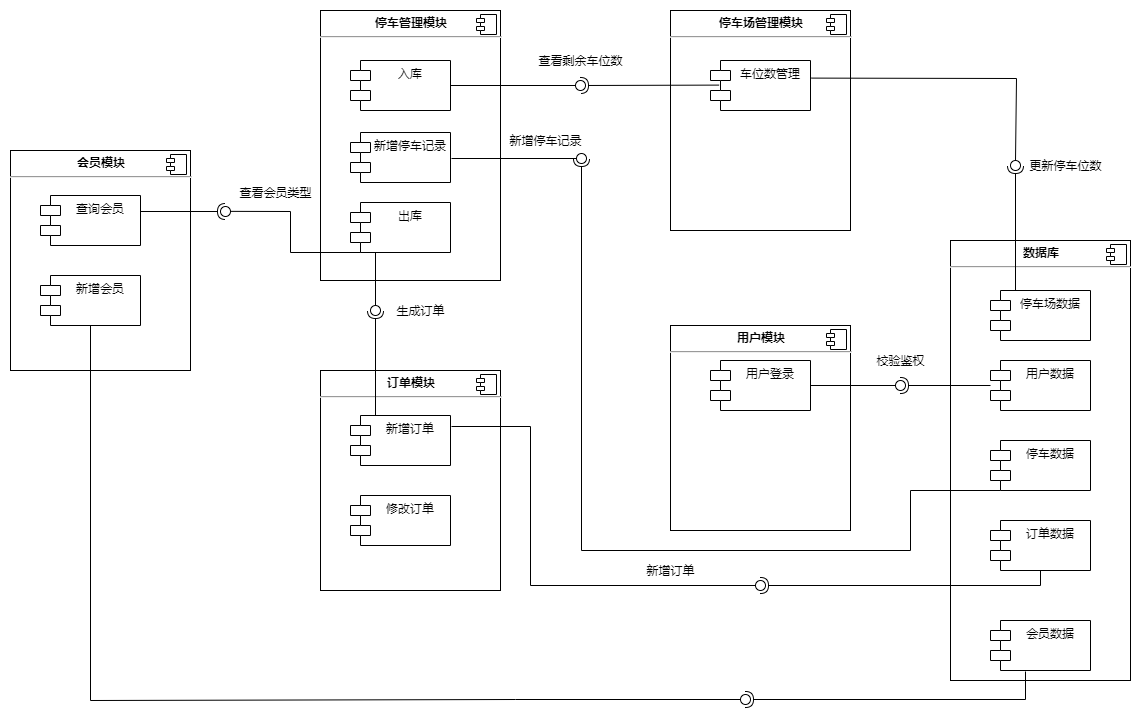 停车管理模块
停车场管理模块
入库
查看剩余车位数
车位数管理
新增停车记录
新增停车记录
会员模块
更新停车位数
查看会员类型
查询会员
出库
数据库
新增会员
停车场数据
生成订单
用户模块
校验鉴权
用户登录
用户数据
订单模块
新增订单
停车数据
修改订单
订单数据
新增订单
会员数据